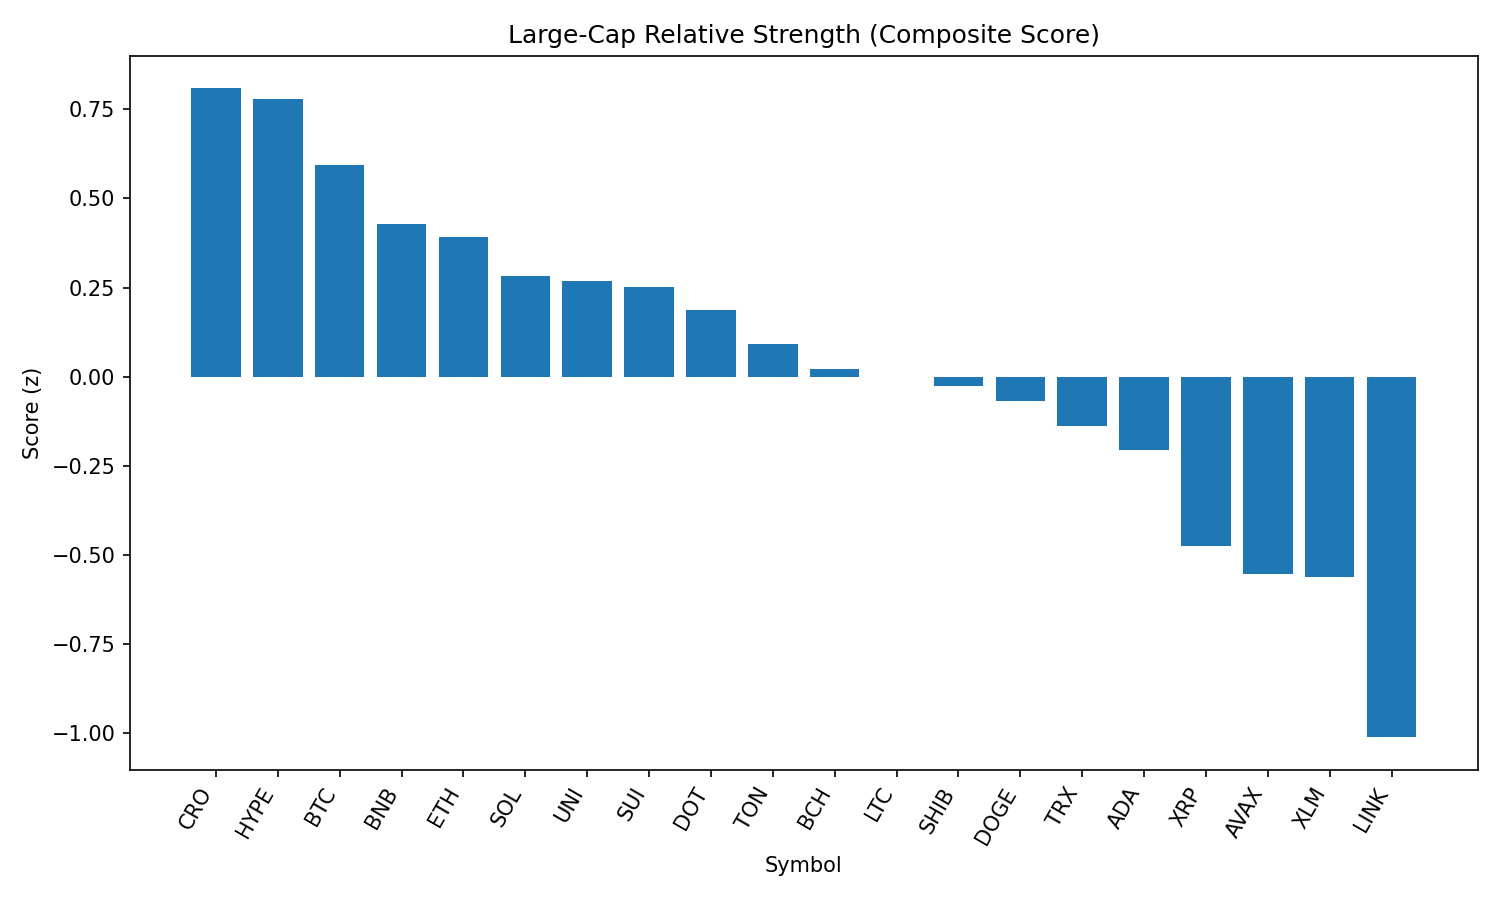 Large-Cap Relative Strength (Composite Score)
Score (z)
0.75
0.50
0.25
0.00
−0.25
−0.50
−0.75
−1.00
CRO
HYPE
BTC
BNB
ETH
SOL
UNI
SUI
DOT
TON
BCH
LTC
SHIB
DOGE
TRX
ADA
XRP
AVAX
XLM
LINK
Symbol